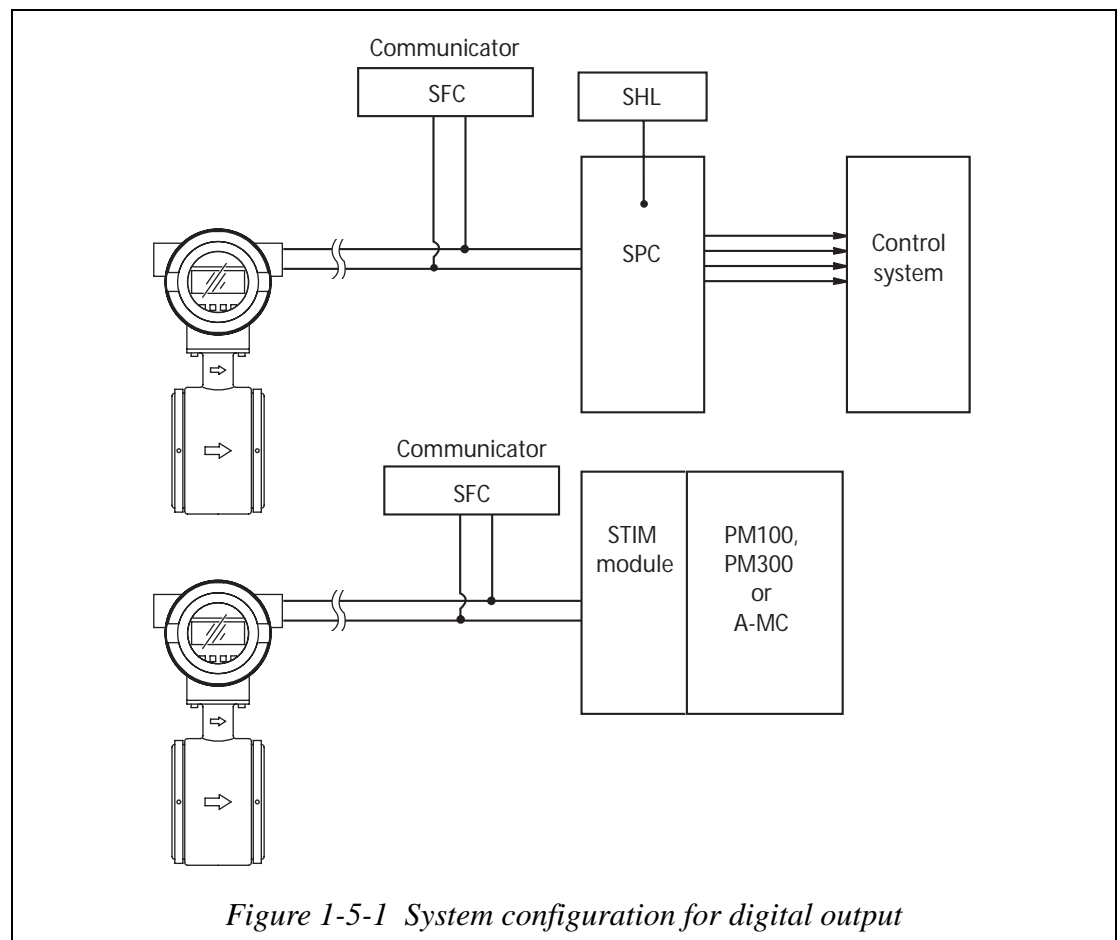 Communicator
SFC
SHL
SPC
Control
system
Communicator
SFC
STIM
module
PM100,
PM300
or
A-MC
Figure 1-5-1 System configuration for digital output